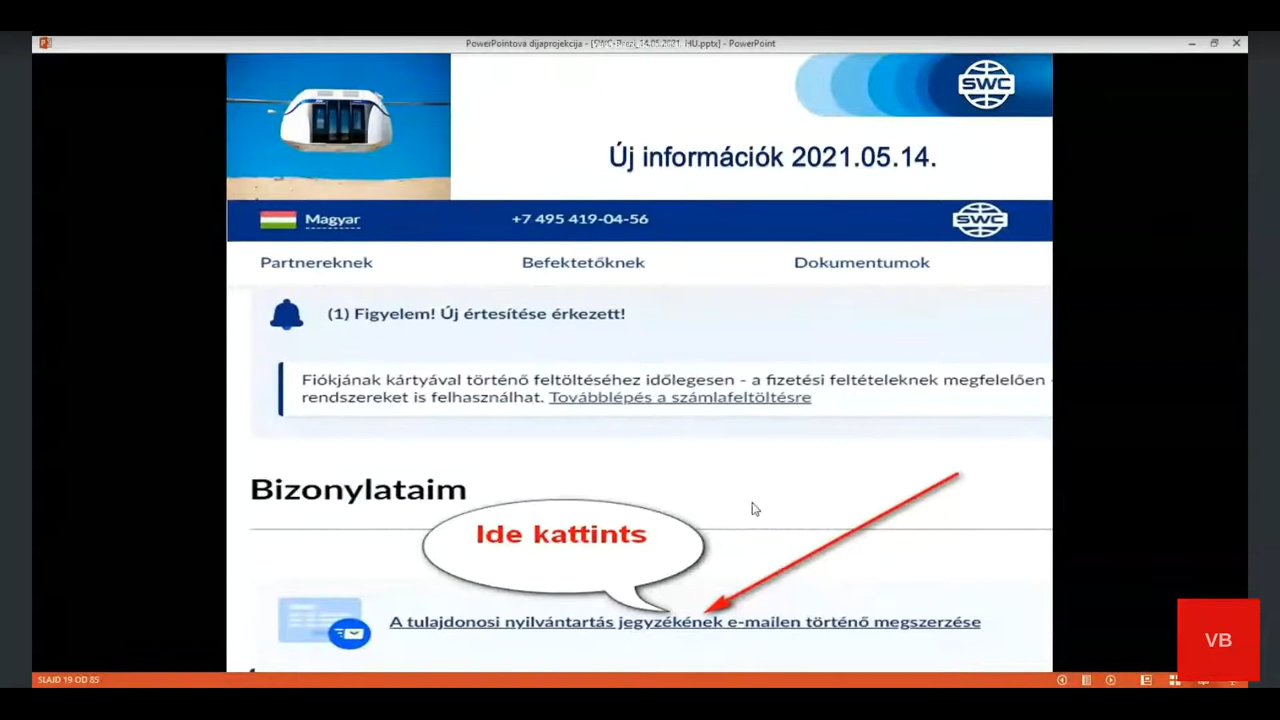 PowerPointova dijaprojekcija - [SWC-Prezi_14.05.2021. HU.pptx] - PowerPoint
SWC
Új információk 2021.05.14.
Magyar
+7 495 419-04-56
SWC
Partnereknek
Befektetőknek
Dokumentumok
(1) Figyelem! Új értesítése érkezett!
Fiókjának kártyával történő feltöltéséhez időlegesen - a fizetési feltételeknek megfelelően -
rendszereket is felhasználhat. Továbblépés a számlafeltöltésre
Bizonylataim
Ide kattints
A tulajdonosi nyilvántartás jegyzékének e-mailen történő megszerzése
VB
SLAJD 19 OD 85